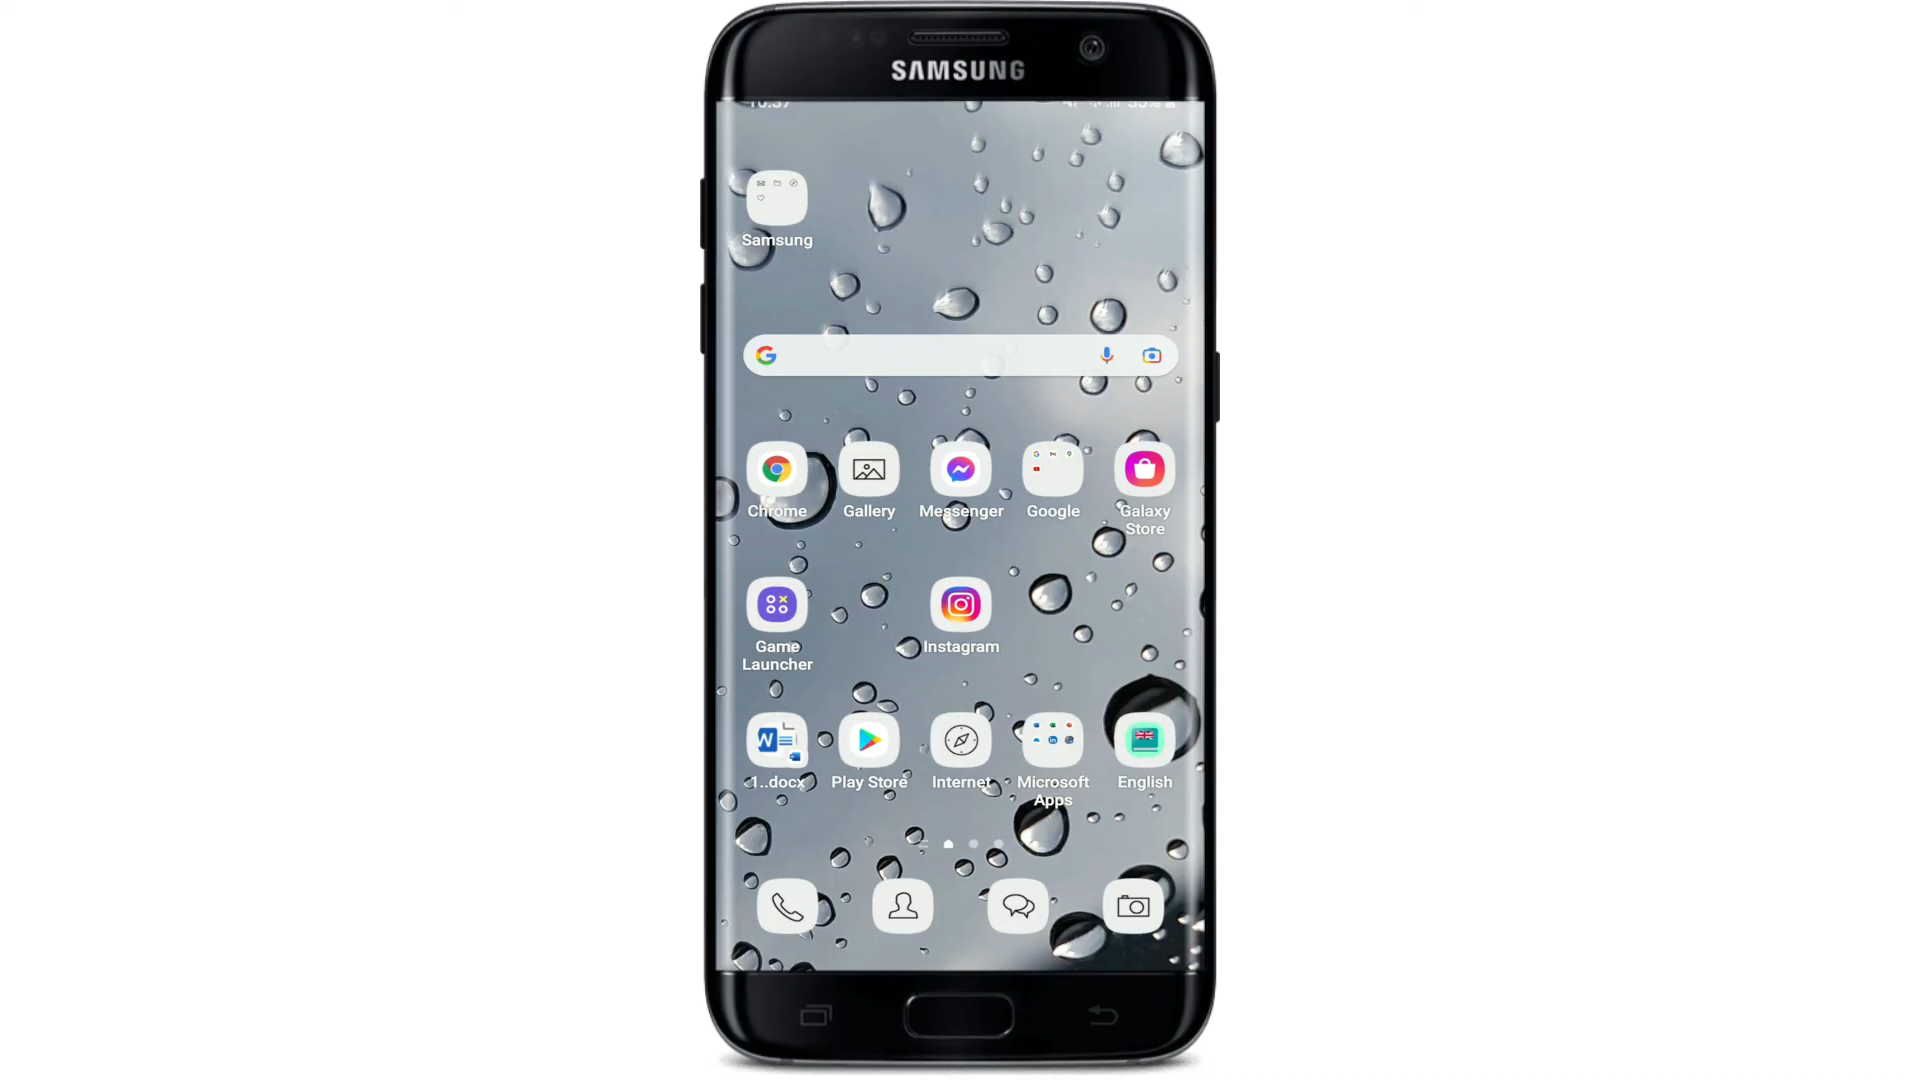 SAMSUNG
Samsung
Chrome
Gallery
Messenger
Google
Galaxy
Store
Game
Launcher
Instagram
1..docx
Play Store
Internet
Microsoft
Apps
English